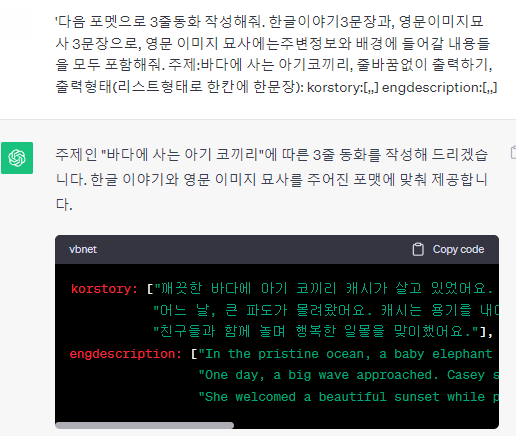 '다음 포멧으로 3줄동화 작성해줘. 한글이야기3문장과, 영문이미지묘
사 3문장으로, 영문 이미지 묘사에는주변정보와 배경에 들어갈 내용들
을 모두 포함해줘. 주제:바다에 사는 아기코끼리, 줄바꿈없이 출력하기,
출력형태(리스트형태로 한칸에 한문장): korstory:[,,] engdescription:[,,]
주제인 "바다에 사는 아기 코끼리"에 따른 3줄 동화를 작성해 드리겠습
니다. 한글 이야기와 영문 이미지 묘사를 주어진 포맷에 맞춰 제공합니
다.
vbnet Copy code
korstory: ["깨끗한 바다에 아기 코끼리 캐시가 살고 있었어요.
"어느 날, 큰 파도가 몰려왔어요. 캐시는 용기를 내어
"친구들과 함께 놀며 행복한 일몰을 맞이했어요."],
engdescription: ["In the pristine ocean, a baby elephant
"One day, a big wave approached. Casey s
"She welcomed a beautiful sunset while p